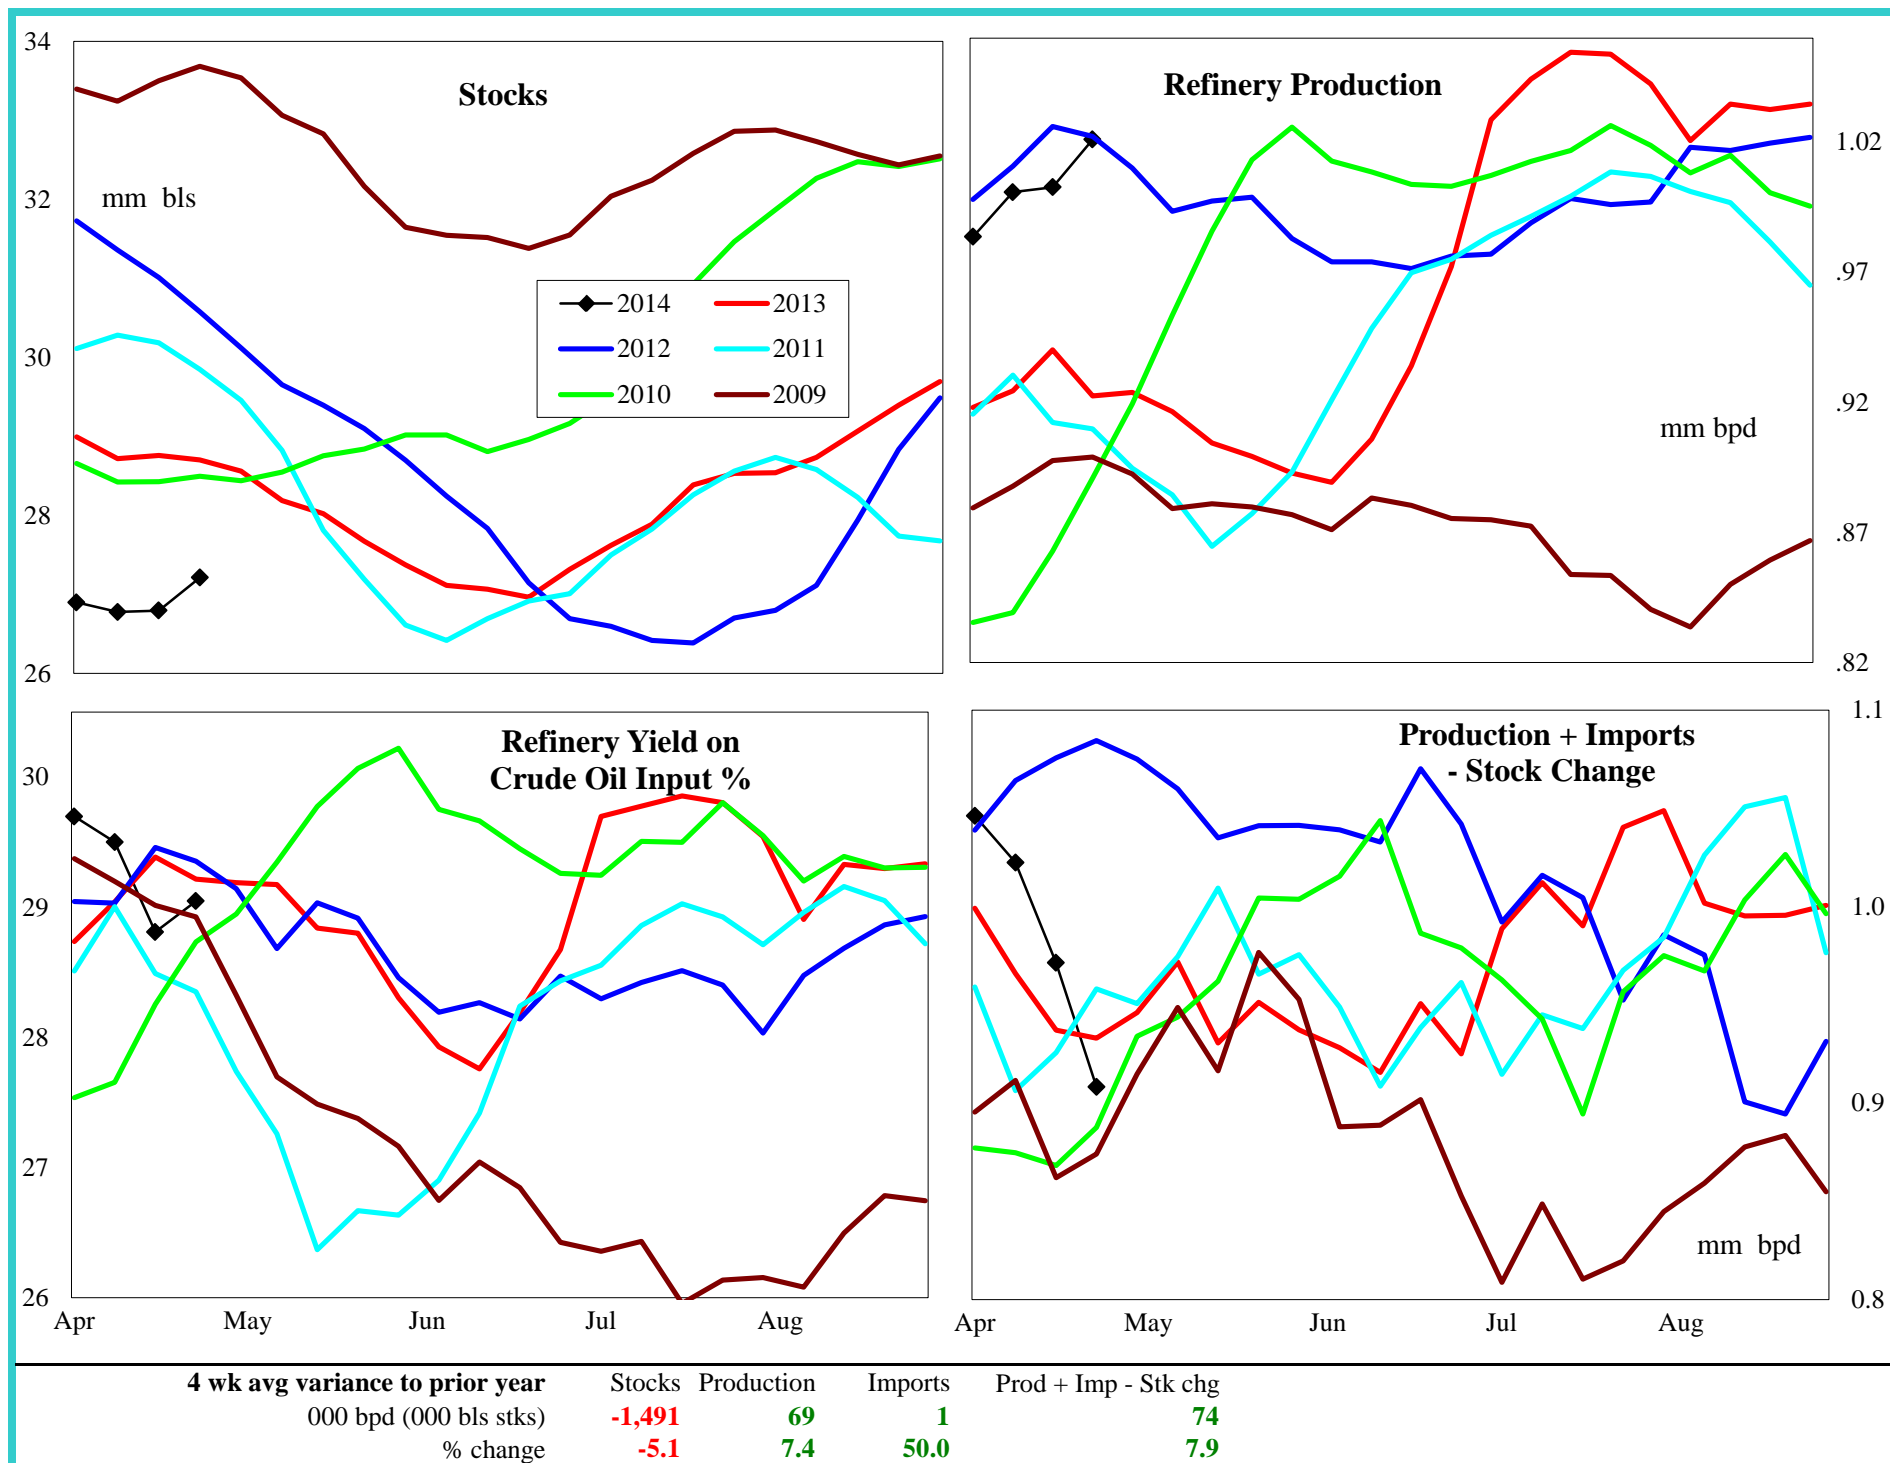 Stocks
mm bls
34
32
30
28
26
2014 2013
2012 2011
2010 2009
Refinery Production
mm bpd
1.02
.97
.92
.87
.82
Refinery Yield on
Crude Oil Input %
30
29
28
27
26
Apr May Jun Jul Aug
Production + Imports
- Stock Change
mm bpd
1.1
1.0
0.9
0.8
Apr May Jun Jul Aug
4 wk avg variance to prior year Stocks Production Imports Prod + Imp - Stk chg
000 bpd (000 bls stks) -1,491 69 1 74
% change -5.1 7.4 50.0 7.9